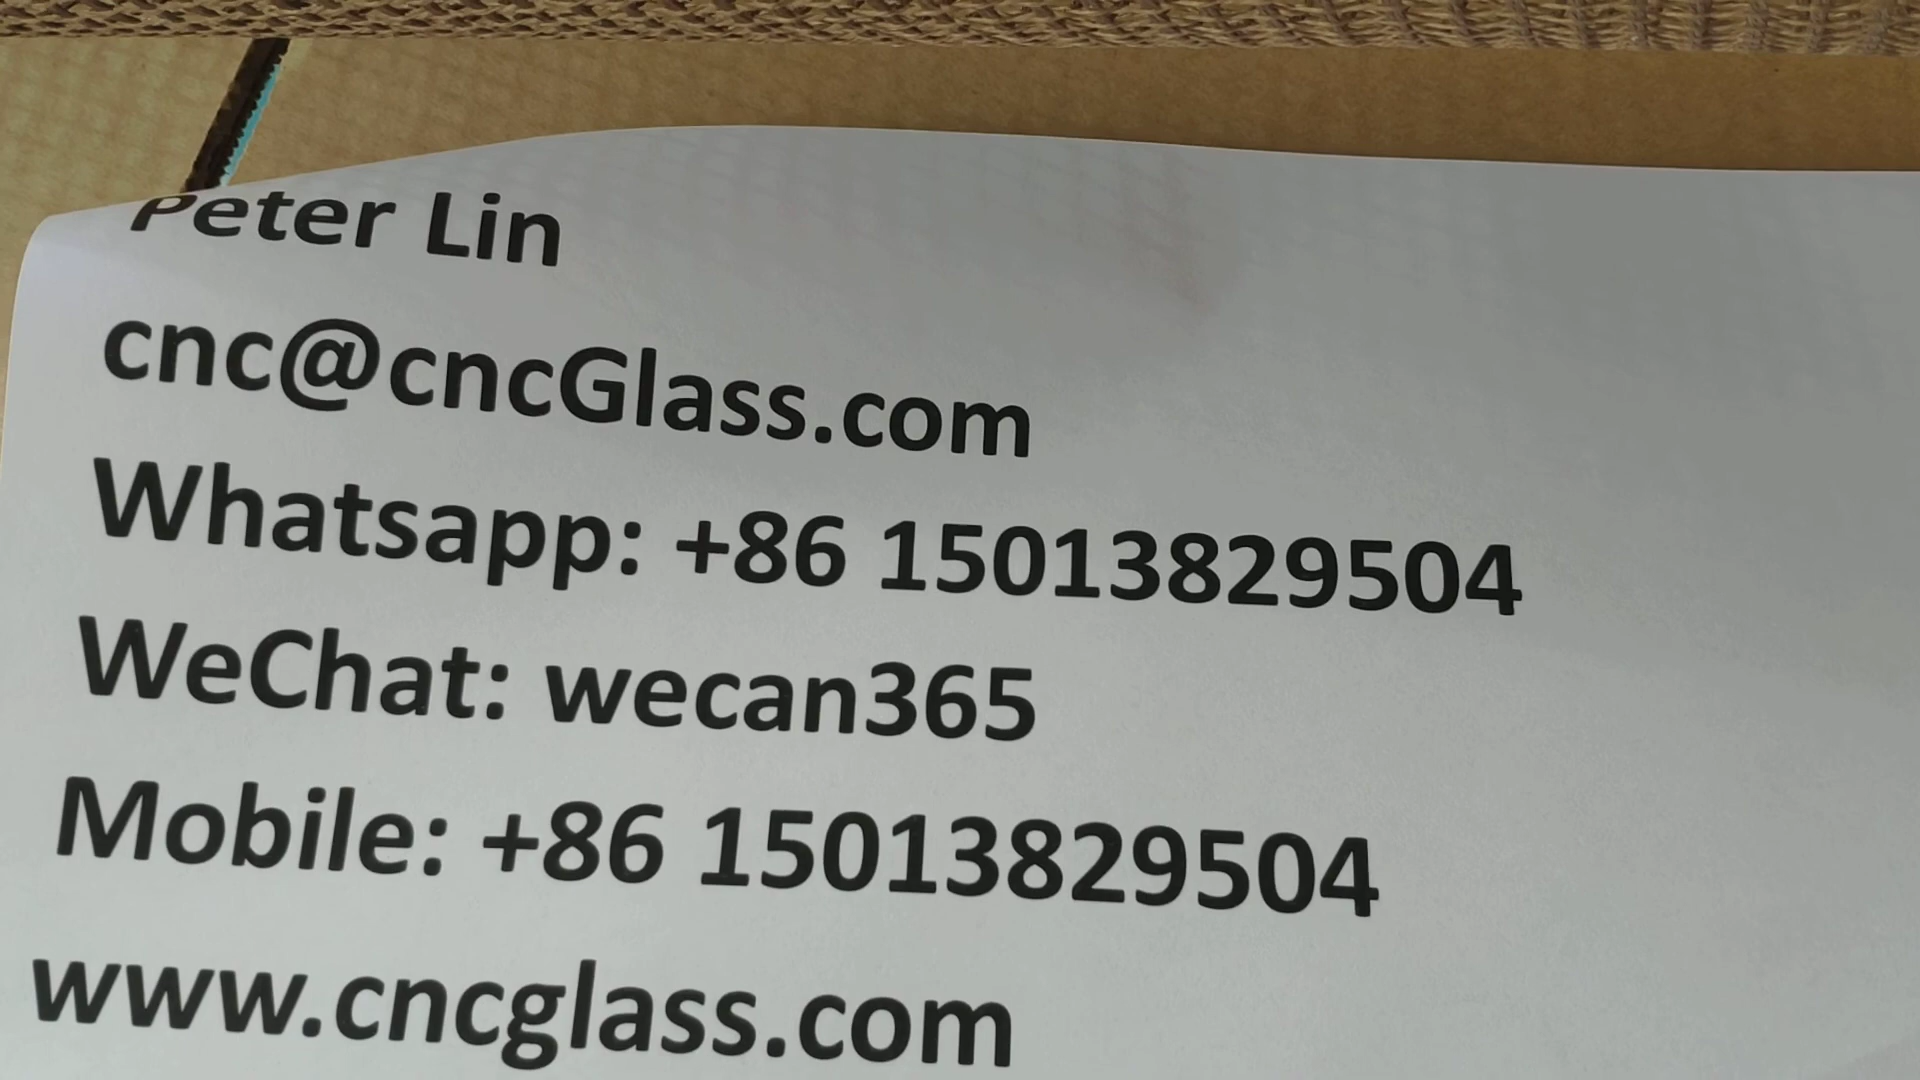 Peter Lin
cnc@cncGlass.com
Whatsapp: +86 15013829504
WeChat: wecan365
Mobile: +86 15013829504
www.cncglass.com